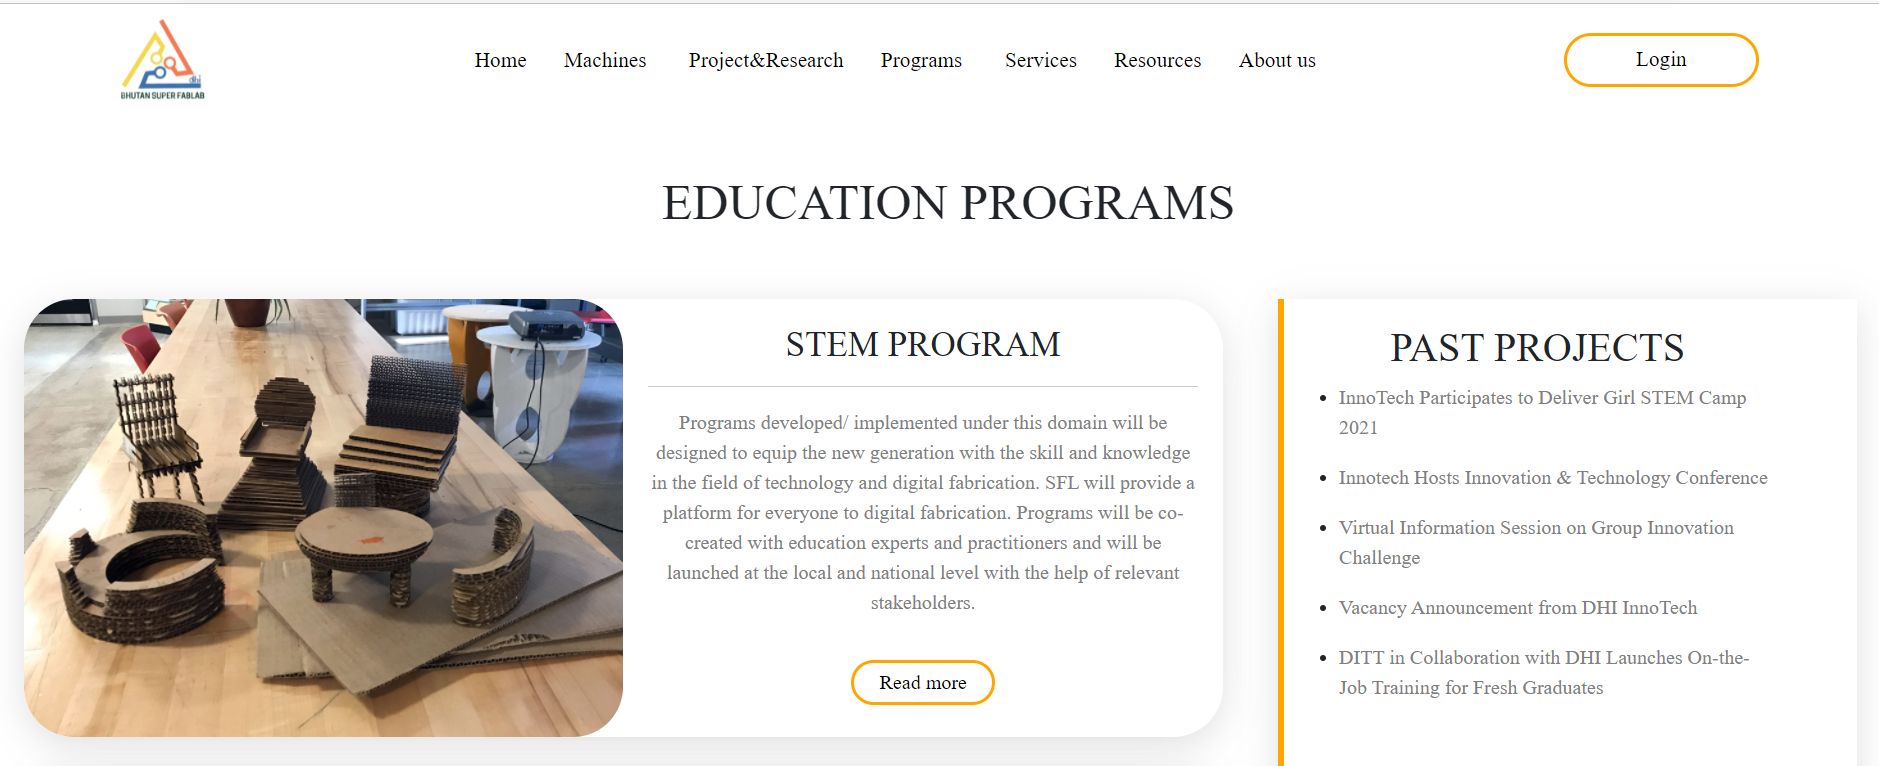 dhi
BHUTAN SUPER FABLAB
Home
Machines
Project&Research
Programs
Services
Resources
About us
Login
EDUCATION PROGRAMS
STEM PROGRAM
Programs developed/ implemented under this domain will be
designed to equip the new generation with the skill and knowledge
in the field of technology and digital fabrication. SFL will provide a
platform for everyone to digital fabrication. Programs will be co-
created with education experts and practitioners and will be
launched at the local and national level with the help of relevant
stakeholders.
Read more
PAST PROJECTS
InnoTech Participates to Deliver Girl STEM Camp
2021
Innotech Hosts Innovation & Technology Conference
Virtual Information Session on Group Innovation
Challenge
Vacancy Announcement from DHI InnoTech
DITT in Collaboration with DHI Launches On-the-
Job Training for Fresh Graduates